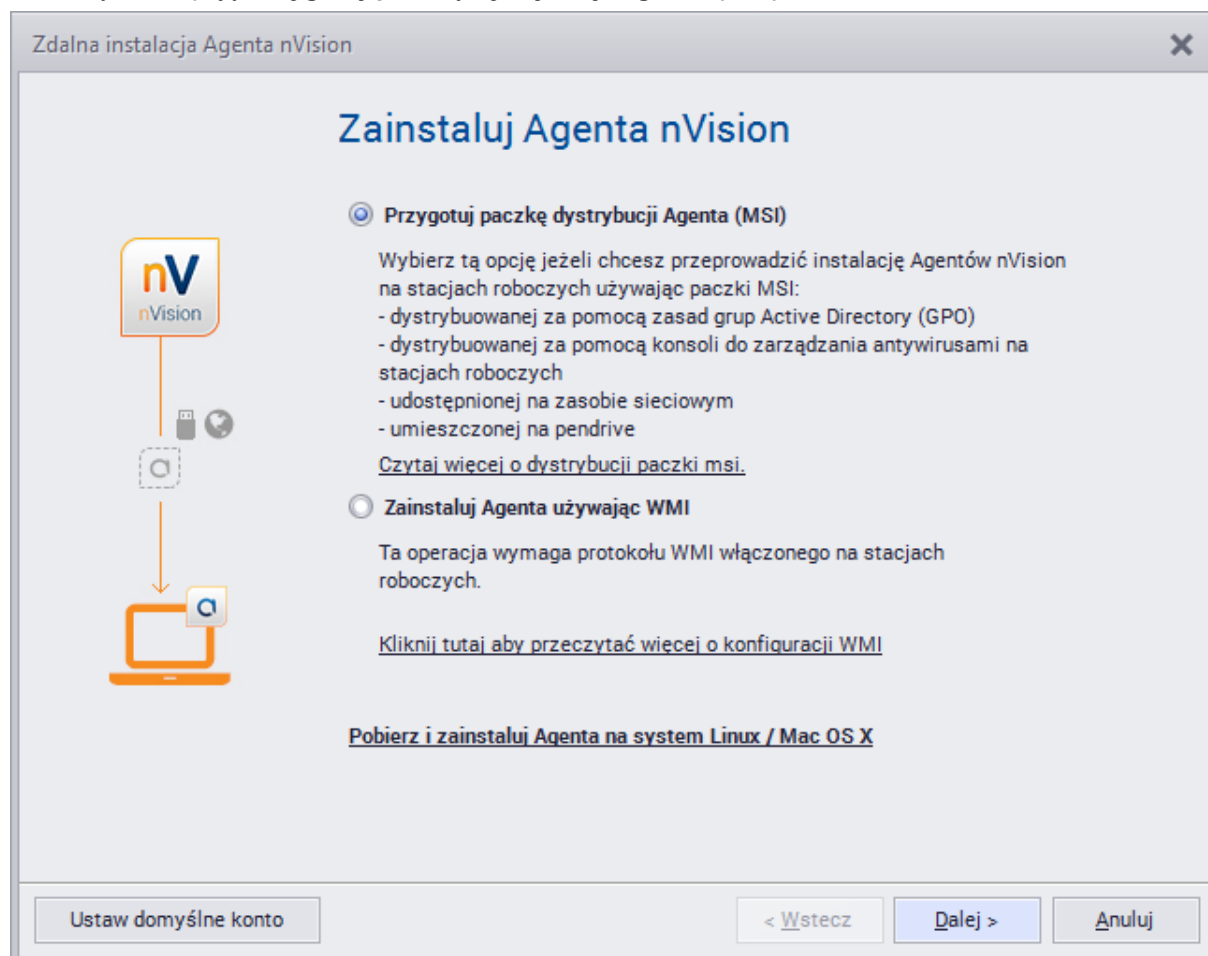 Zdalna instalacja Agenta nVision
Zainstaluj Agenta nVision
Przygotuj paczkę dystrybucji Agenta (MSI)
Wybierz tą opcję jeżeli chcesz przeprowadzić instalację Agentów nVision
na stacjach roboczych używając paczki MSI:
- dystrybuowanej za pomocą zasad grup Active Directory (GPO)
- dystrybuowanej za pomocą konsoli do zarządzania antywirusami na
stacjach roboczych
- udostępnionej na zasobie sieciowym
- umieszczonej na pendrive
Czytaj więcej o dystrybucji paczki msi.
Zainstaluj Agenta używając WMI
Ta operacja wymaga protokołu WMI włączonego na stacjach
roboczych.
Kliknij tutaj aby przeczytać więcej o konfiguracji WMI
Pobierz i zainstaluj Agenta na system Linux / Mac OS X
nV
nVision
Ustaw domyślne konto
< Wstecz
Dalej >
Anuluj